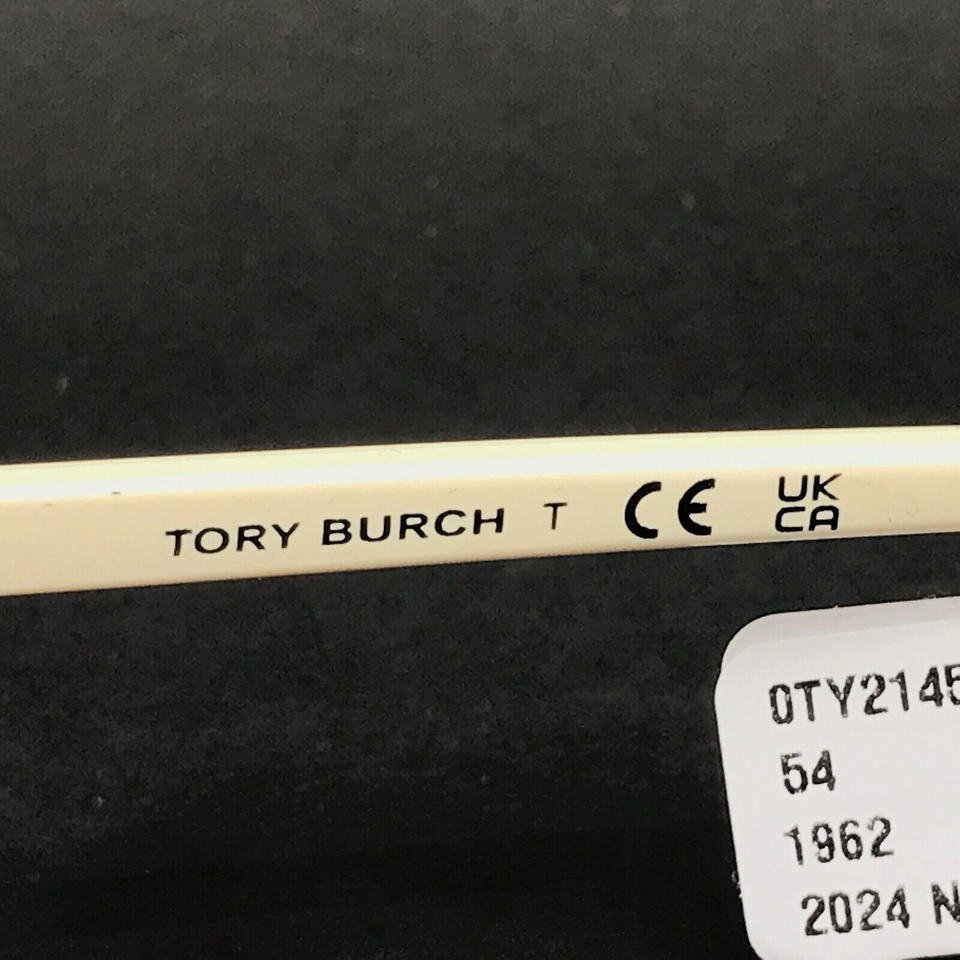 TORY BURCH T CE UK
CA
0TY2145
54
1962
2024 N